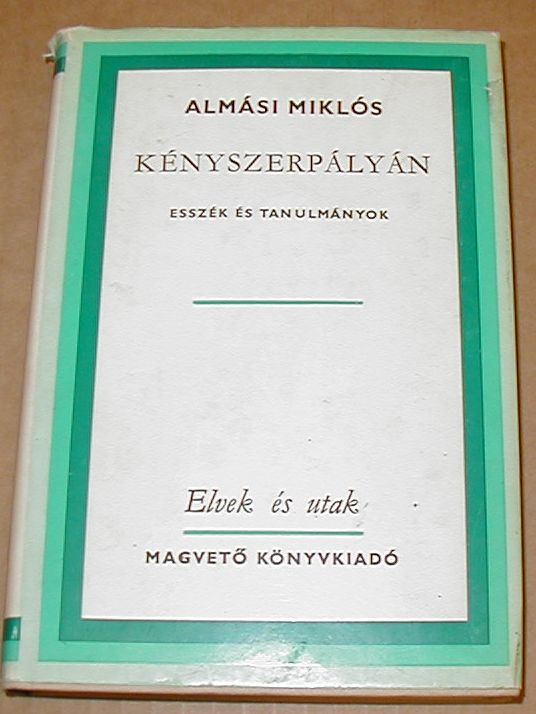 ALMÁSI MIKLÓS
KÉNYSZERPÁLYÁN
ESSZÉK ÉS TANULMÁNYOK
Elvek és utak
MAGVETŐ KÖNYVKIADÓ